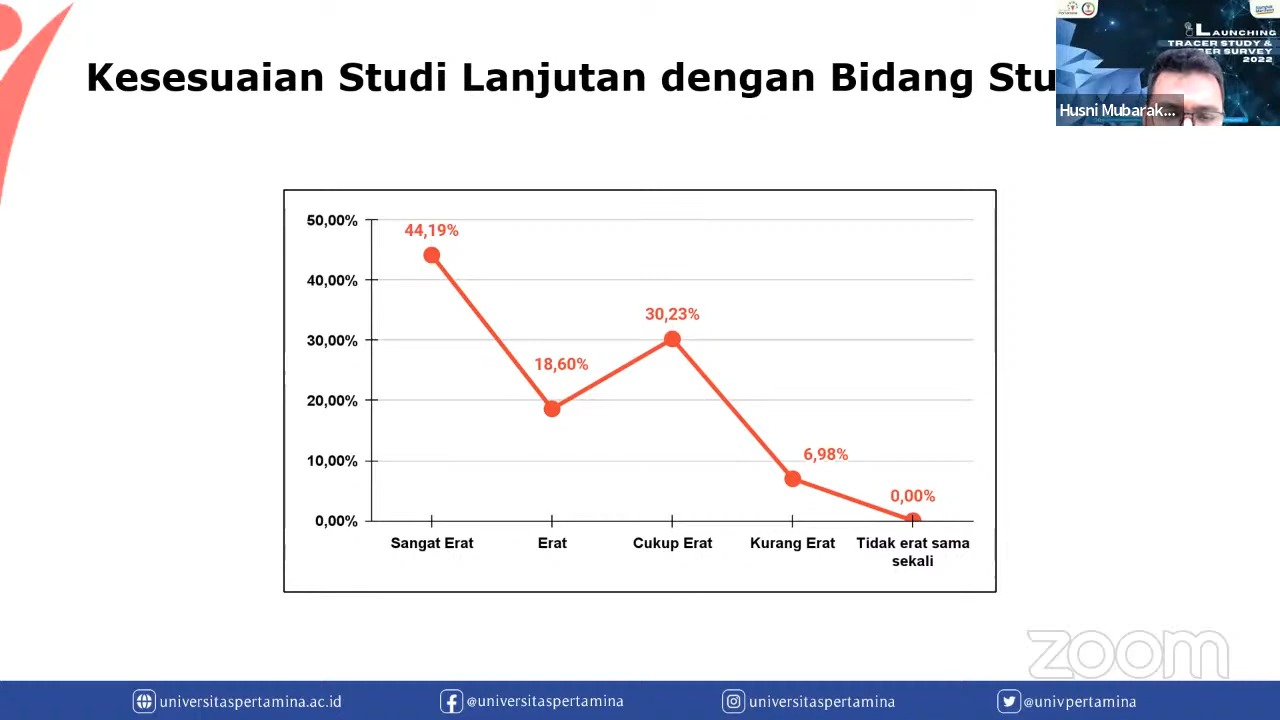 Kesesuaian Studi Lanjutan dengan Bidang Stu
LAUNCHING
TRACER STUDY &
SURVEY
2022
Husni Mubarak...
50,00%
40,00%
30,00%
20,00%
10,00%
0,00%
44,19%
18,60%
30,23%
6,98%
0,00%
Sangat Erat
Erat
Cukup Erat
Kurang Erat
Tidak erat sama
sekali
zoom
universitaspertamina.ac.id
@universitaspertamina
universitaspertamina
@univpertamina